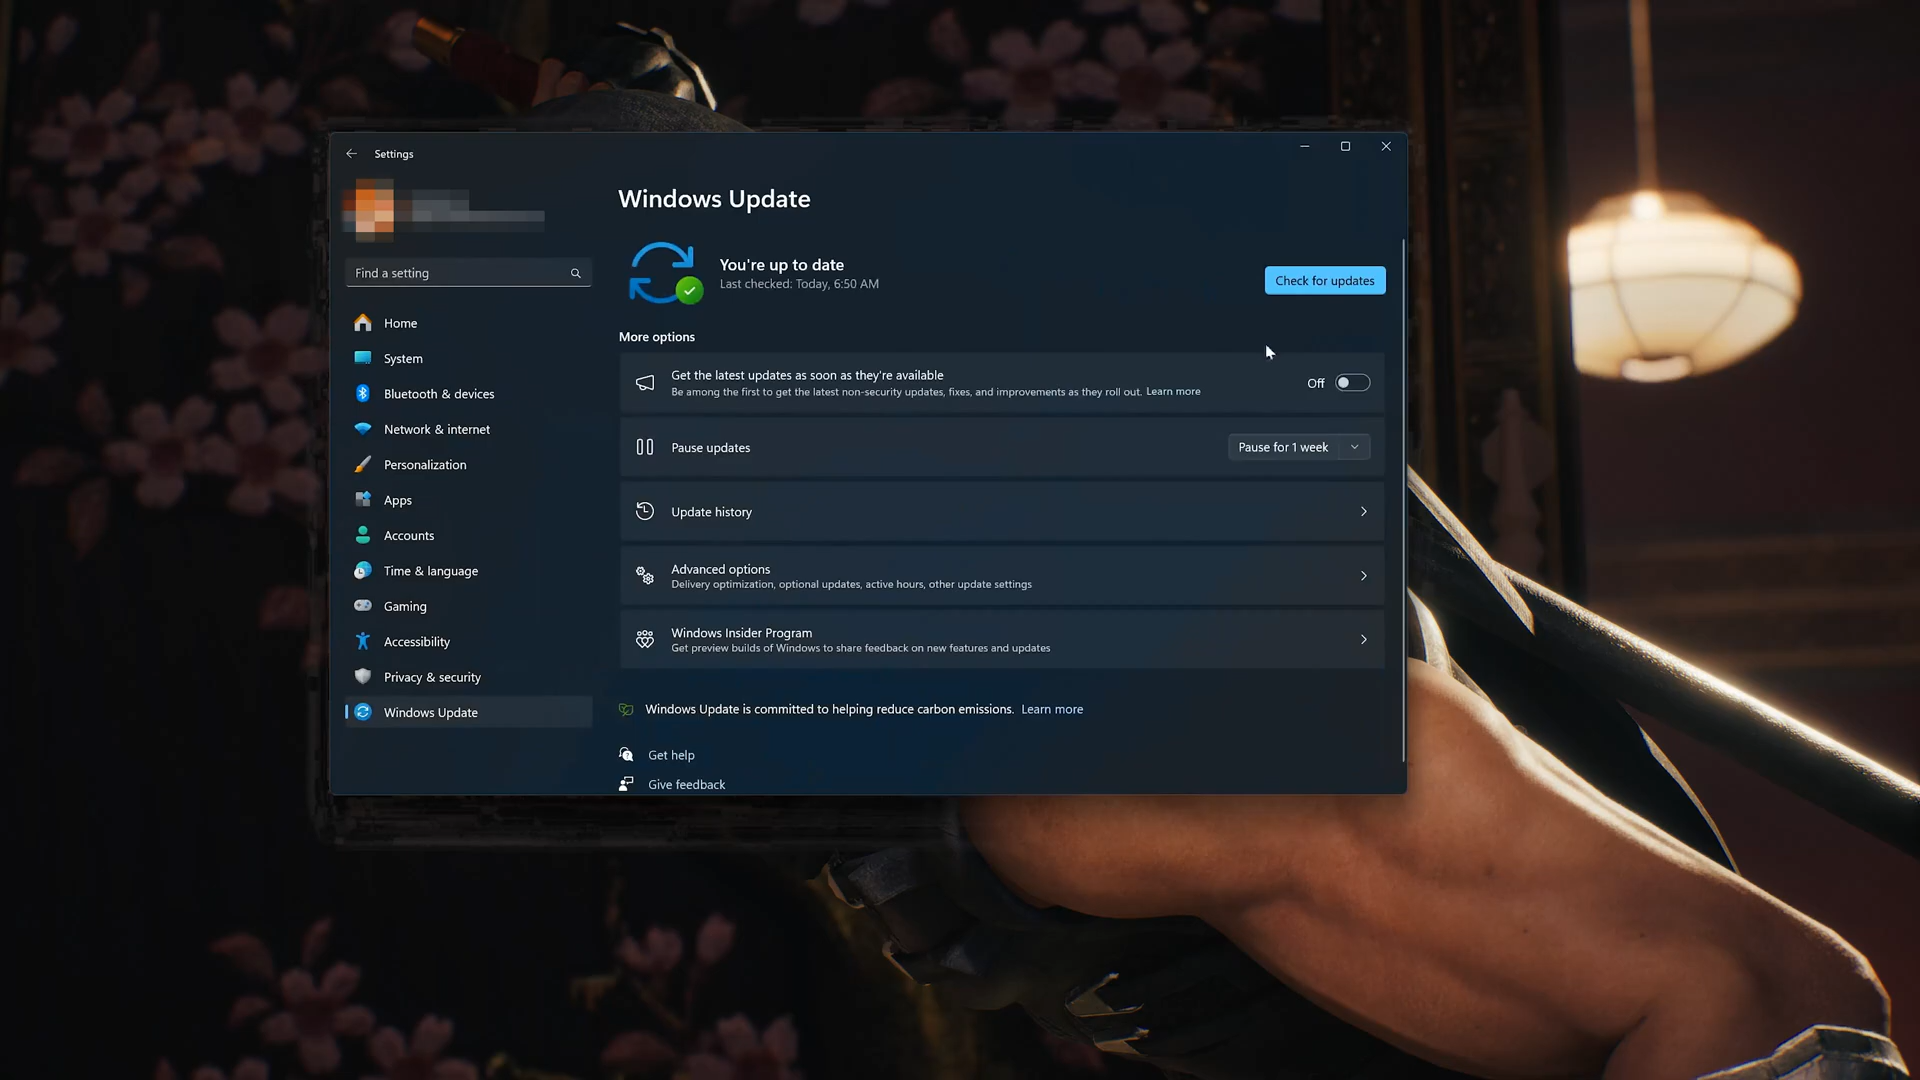 Settings
Find a setting
Home
System
Bluetooth & devices
Network & internet
Personalization
Apps
Accounts
Time & language
Gaming
Accessibility
Privacy & security
Windows Update
Windows Update
You're up to date
Last checked: Today, 6:50 AM
Check for updates
More options
Get the latest updates as soon as they're available
Be among the first to get the latest non-security updates, fixes, and improvements as they roll out. Learn more
Off
Pause updates
Pause for 1 week
Update history
Advanced options
Delivery optimization, optional updates, active hours, other update settings
Windows Insider Program
Get preview builds of Windows to share feedback on new features and updates
Windows Update is committed to helping reduce carbon emissions. Learn more
Get help
Give feedback